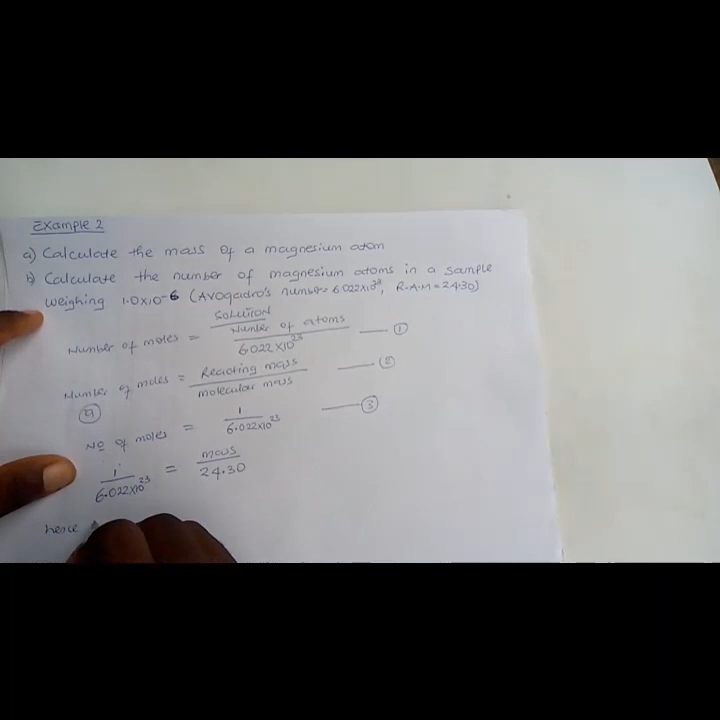 Example 2
a) Calculate the mass of a magnesium atom
b) Calculate the number of magnesium atoms in a sample
weighing 1.0x10-6 (Avogadro's number= 6.022x10²³, R.A.M = 24.30)
Solution
Number of moles = Number of atoms / 6.022x10²³ — ①
Number of moles = Reacting mass / molecular mass — ②
a
No of moles = 1 / 6.022x10²³ — ③
1 / 6.022x10²³ = mass / 24.30
hence